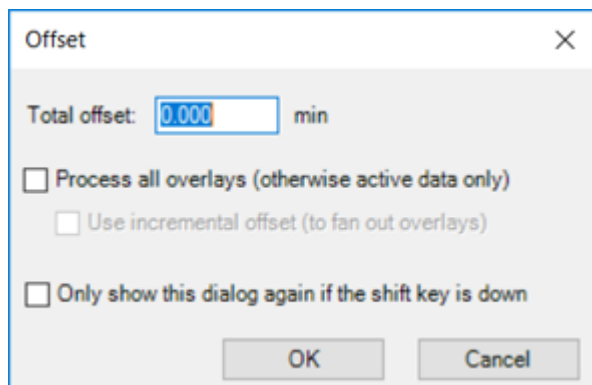 Offset
Total offset: 0.000 min
Process all overlays (otherwise active data only)
Use incremental offset (to fan out overlays)
Only show this dialog again if the shift key is down
OK Cancel